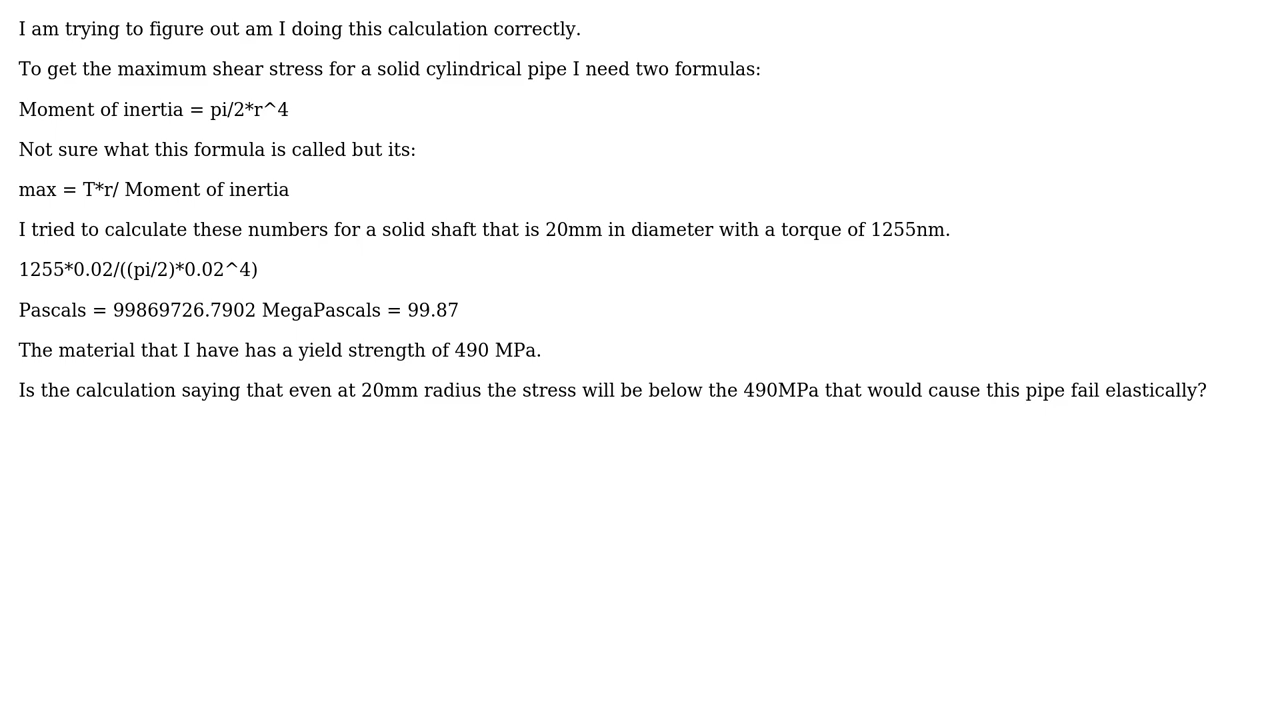 I am trying to figure out am I doing this calculation correctly.
To get the maximum shear stress for a solid cylindrical pipe I need two formulas:
Moment of inertia = pi/2*r^4
Not sure what this formula is called but its:
max = T*r/ Moment of inertia
I tried to calculate these numbers for a solid shaft that is 20mm in diameter with a torque of 1255nm.
1255*0.02/((pi/2)*0.02^4)
Pascals = 99869726.7902 MegaPascals = 99.87
The material that I have has a yield strength of 490 MPa.
Is the calculation saying that even at 20mm radius the stress will be below the 490MPa that would cause this pipe fail elastically?